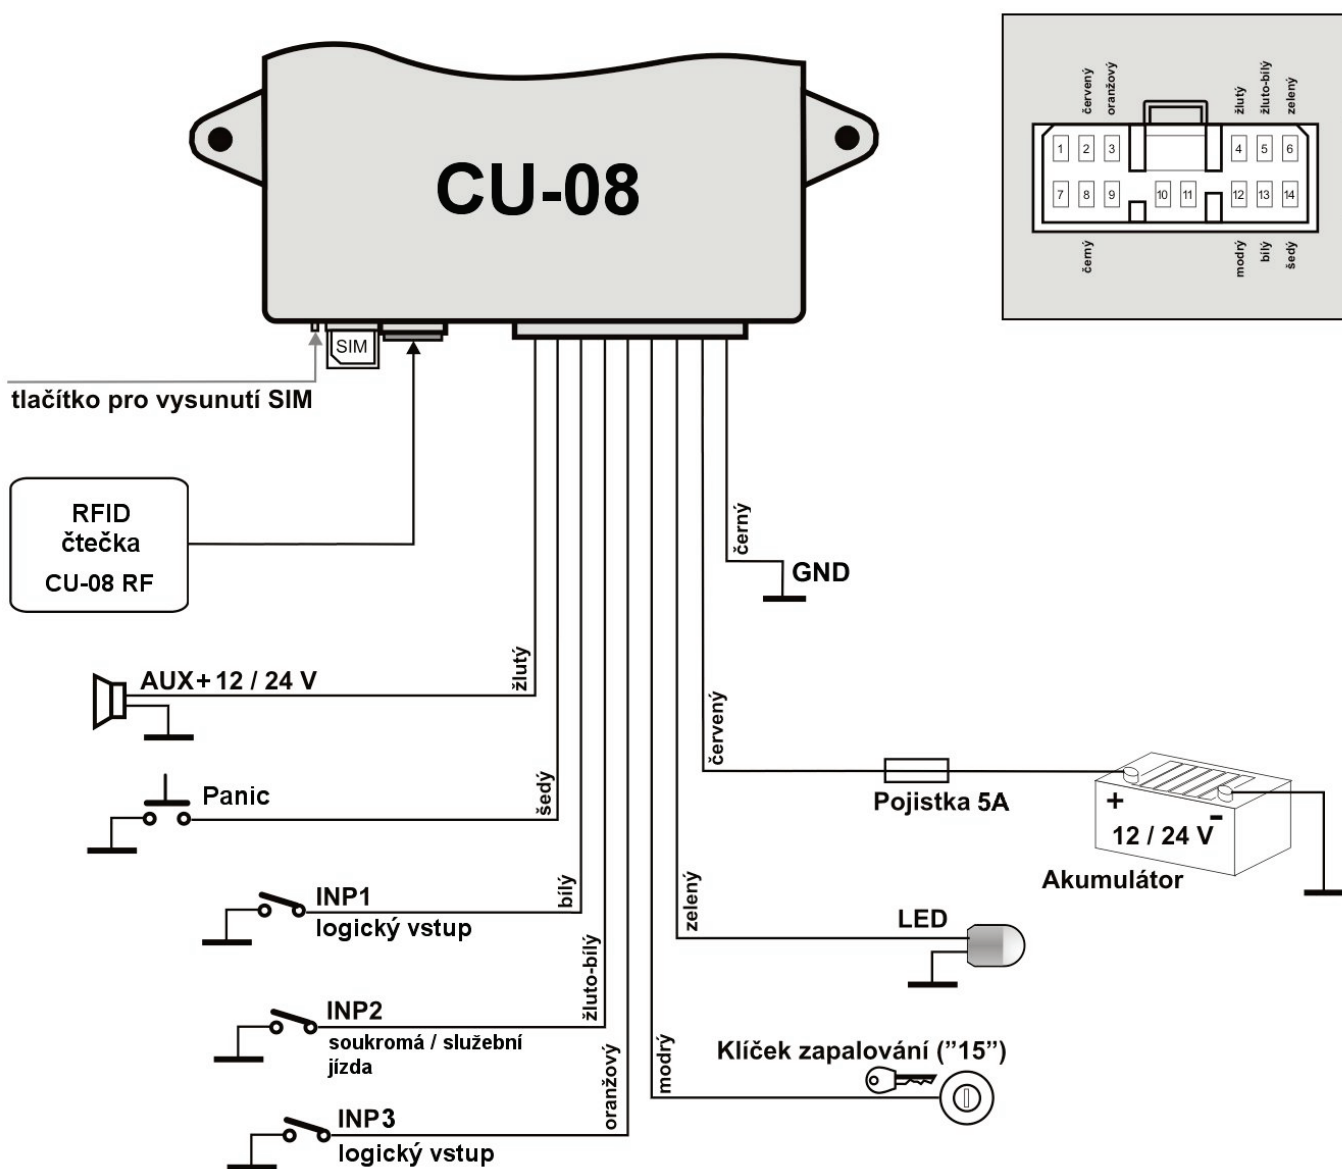 CU-08
červený
oranžový
žlutý
žluto-bílý
zelený
1
2
3
4
5
6
7
8
9
10
11
12
13
14
černý
modrý
bílý
šedý
SIM
tlačítko pro vysunutí SIM
RFID
čtečka
CU-08 RF
černý
GND
AUX+ 12 / 24 V
žlutý
červený
Pojistka 5A
+
-
12 / 24 V
Akumulátor
Panic
šedý
INP1
logický vstup
bílý
zelený
LED
INP2
soukromá / služební
jízda
žluto-bílý
Klíček zapalování (”15”)
modrý
INP3
logický vstup
oranžový